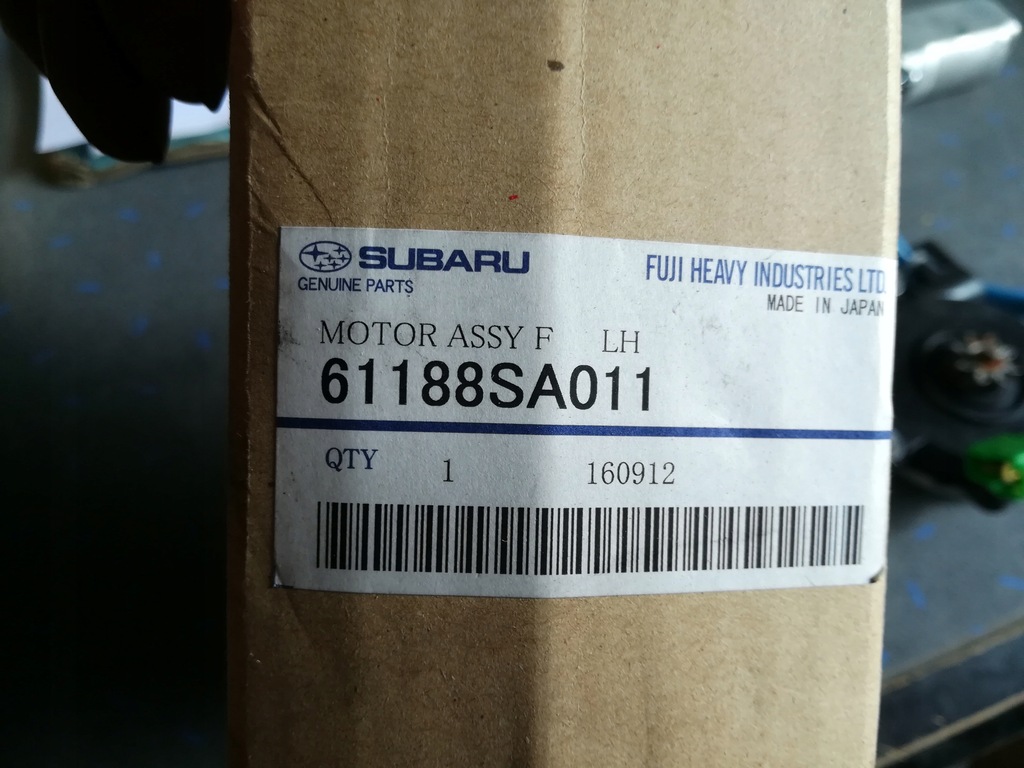 SUBARU
GENUINE PARTS
FUJI HEAVY INDUSTRIES LTD.
MADE IN JAPAN
MOTOR ASSY F LH
61188SA011
QTY 1 160912